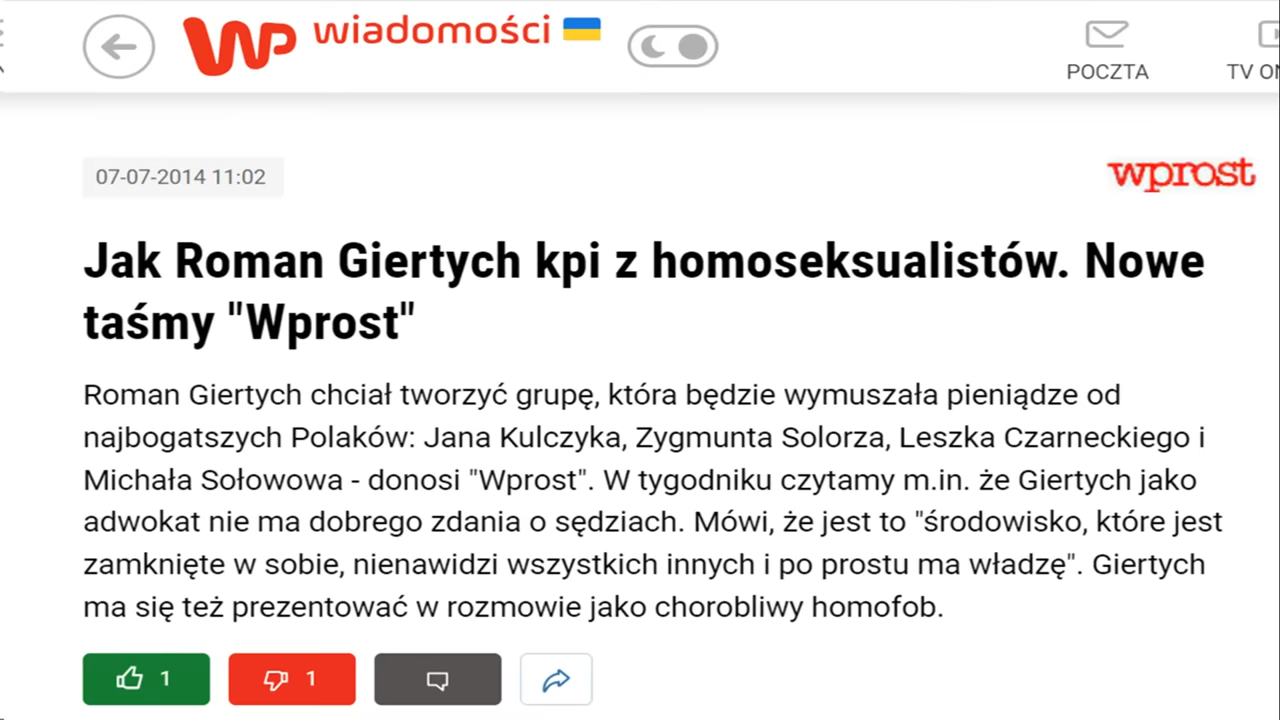 WP wiadomości
POCZTA
TV ON
07-07-2014 11:02
wprost
Jak Roman Giertych kpi z homoseksualistów. Nowe
taśmy "Wprost"
Roman Giertych chciał tworzyć grupę, która będzie wymuszała pieniądze od
najbogatszych Polaków: Jana Kulczyka, Zygmunta Solorza, Leszka Czarneckiego i
Michała Sołowowa - donosi "Wprost". W tygodniku czytamy m.in. że Giertych jako
adwokat nie ma dobrego zdania o sędziach. Mówi, że jest to "środowisko, które jest
zamknięte w sobie, nienawidzi wszystkich innych i po prostu ma władzę". Giertych
ma się też prezentować w rozmowie jako chorobliwy homofob.
1
1